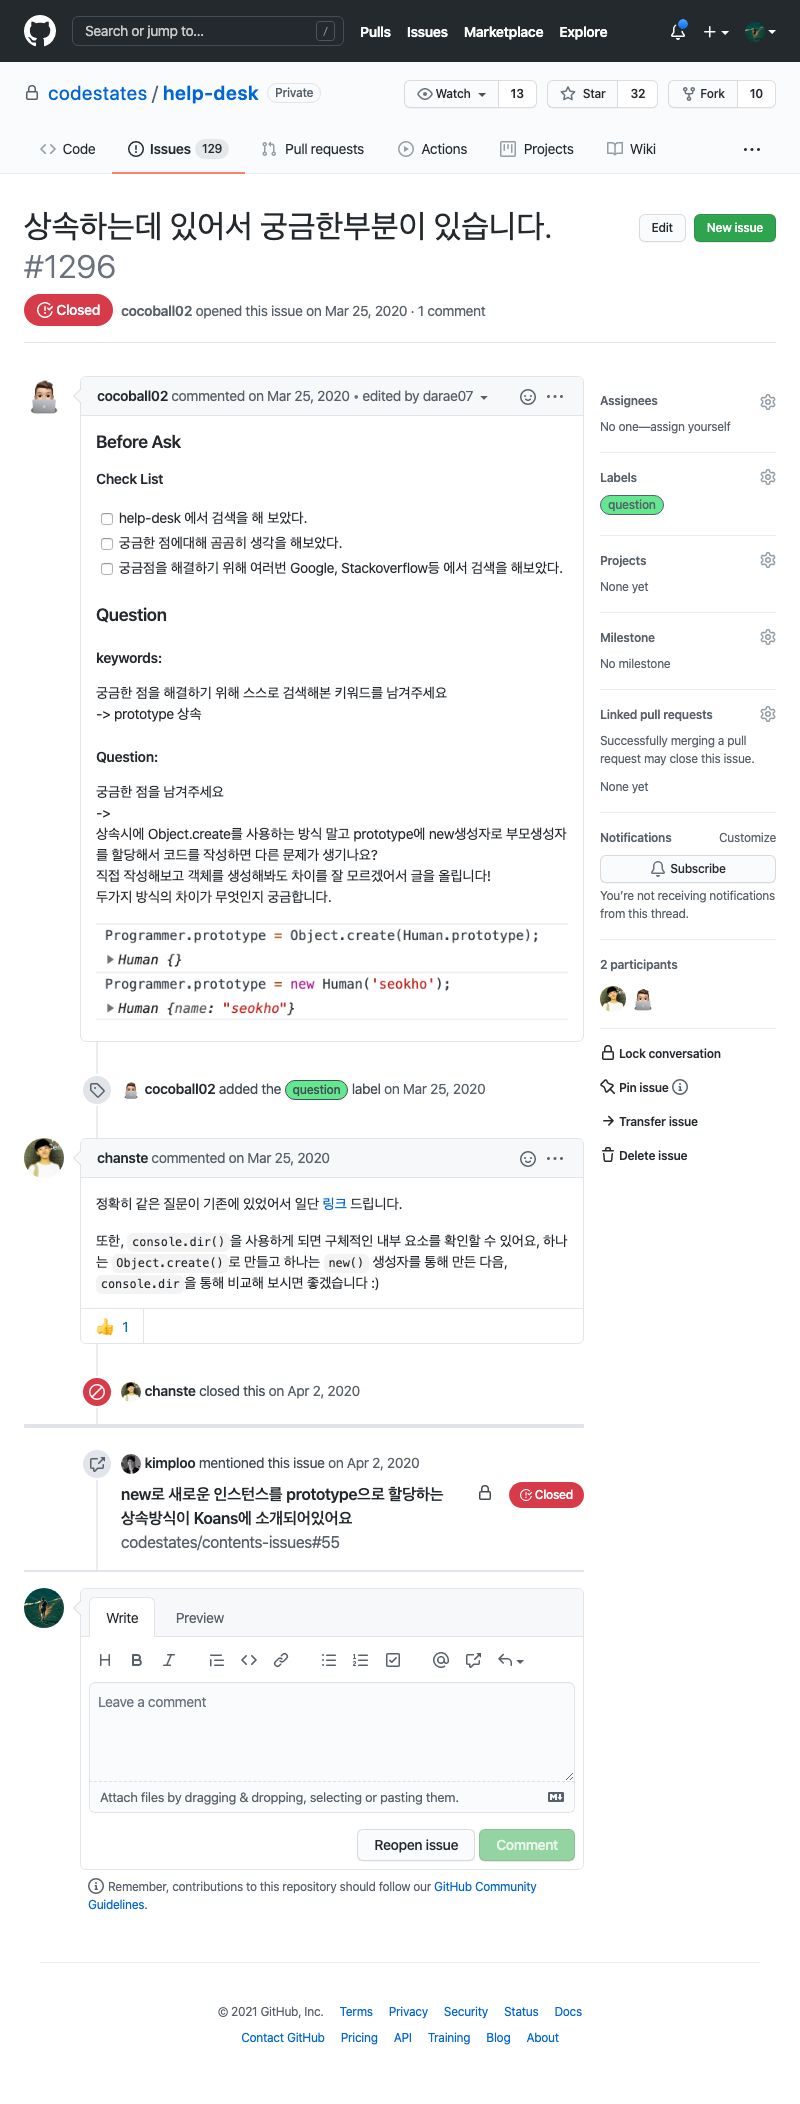 Search or jump to... /
Pulls Issues Marketplace Explore
codestates / help-desk Private
Watch 13 Star 32 Fork 10
Code Issues 129 Pull requests Actions Projects Wiki ...
상속하는데 있어서 궁금한부분이 있습니다.
#1296
Edit New issue
Closed cocoball02 opened this issue on Mar 25, 2020 · 1 comment
cocoball02 commented on Mar 25, 2020 • edited by darae07
Before Ask
Check List
help-desk 에서 검색을 해 보았다.
궁금한 점에대해 곰곰히 생각을 해보았다.
궁금점을 해결하기 위해 여러번 Google, Stackoverflow등 에서 검색을 해보았다.
Question
keywords:
궁금한 점을 해결하기 위해 스스로 검색해본 키워드를 남겨주세요
-> prototype 상속
Question:
궁금한 점을 남겨주세요
->
상속시에 Object.create를 사용하는 방식 말고 prototype에 new생성자로 부모생성자
를 할당해서 코드를 작성하면 다른 문제가 생기나요?
직접 작성해보고 객체를 생성해봐도 차이를 잘 모르겠어서 글을 올립니다!
두가지 방식의 차이가 무엇인지 궁금합니다.
Programmer.prototype = Object.create(Human.prototype);
Human {}
Programmer.prototype = new Human('seokho');
Human {name: "seokho"}
cocoball02 added the question label on Mar 25, 2020
chanste commented on Mar 25, 2020
정확히 같은 질문이 기존에 있었어서 일단 링크 드립니다.
또한, console.dir() 을 사용하게 되면 구체적인 내부 요소를 확인할 수 있어요, 하나
는 Object.create() 로 만들고 하나는 new() 생성자를 통해 만든 다음,
console.dir 을 통해 비교해 보시면 좋겠습니다 :)
👍 1
chanste closed this on Apr 2, 2020
kimploo mentioned this issue on Apr 2, 2020
new로 새로운 인스턴스를 prototype으로 할당하는
상속방식이 Koans에 소개되어있어요
codestates/contents-issues#55
Closed
Write Preview
H B I
Leave a comment
Attach files by dragging & dropping, selecting or pasting them.
Reopen issue Comment
Remember, contributions to this repository should follow our GitHub Community
Guidelines.
Assignees
No one—assign yourself
Labels
question
Projects
None yet
Milestone
No milestone
Linked pull requests
Successfully merging a pull
request may close this issue.
None yet
Notifications Customize
Subscribe
You're not receiving notifications
from this thread.
2 participants
Lock conversation
Pin issue
Transfer issue
Delete issue
© 2021 GitHub, Inc. Terms Privacy Security Status Docs
Contact GitHub Pricing API Training Blog About